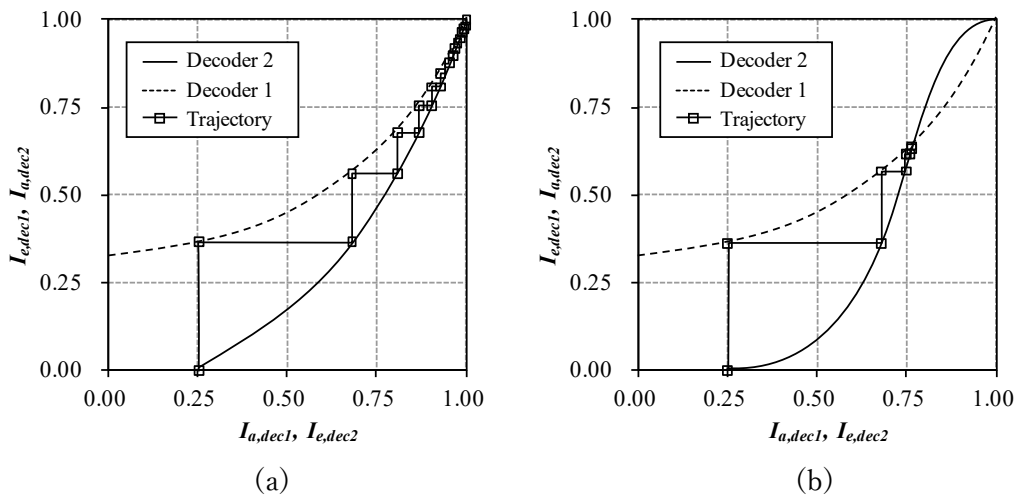 1.00
0.75
0.50
0.25
0.00
0.00 0.25 0.50 0.75 1.00
I_e,dec1, I_a,dec2
I_a,dec1, I_e,dec2
Decoder 2
Decoder 1
Trajectory
(a)
1.00
0.75
0.50
0.25
0.00
0.00 0.25 0.50 0.75 1.00
I_e,dec1, I_a,dec2
I_a,dec1, I_e,dec2
Decoder 2
Decoder 1
Trajectory
(b)